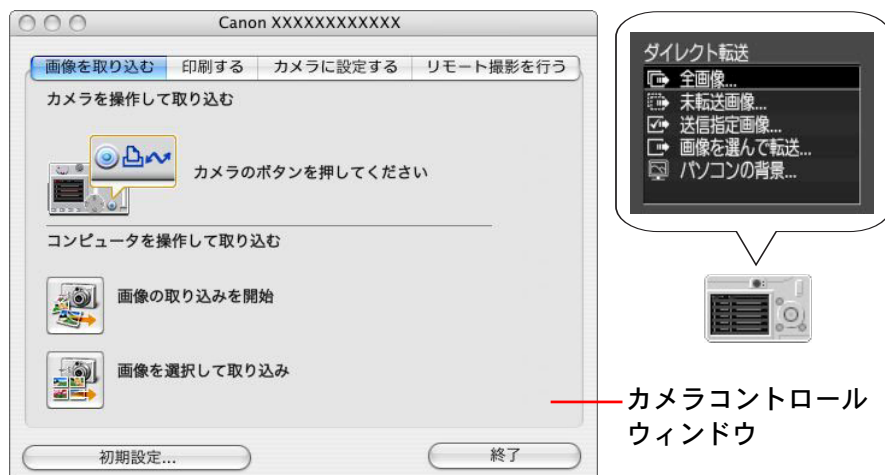 Canon XXXXXXXXXXXX
画像を取り込む 印刷する カメラに設定する リモート撮影を行う
カメラを操作して取り込む
カメラのボタンを押してください
コンピュータを操作して取り込む
画像の取り込みを開始
画像を選択して取り込み
初期設定... 終了
ダイレクト転送
全画像...
未転送画像...
送信指定画像...
画像を選んで転送...
パソコンの背景...
カメラコントロール
ウィンドウ